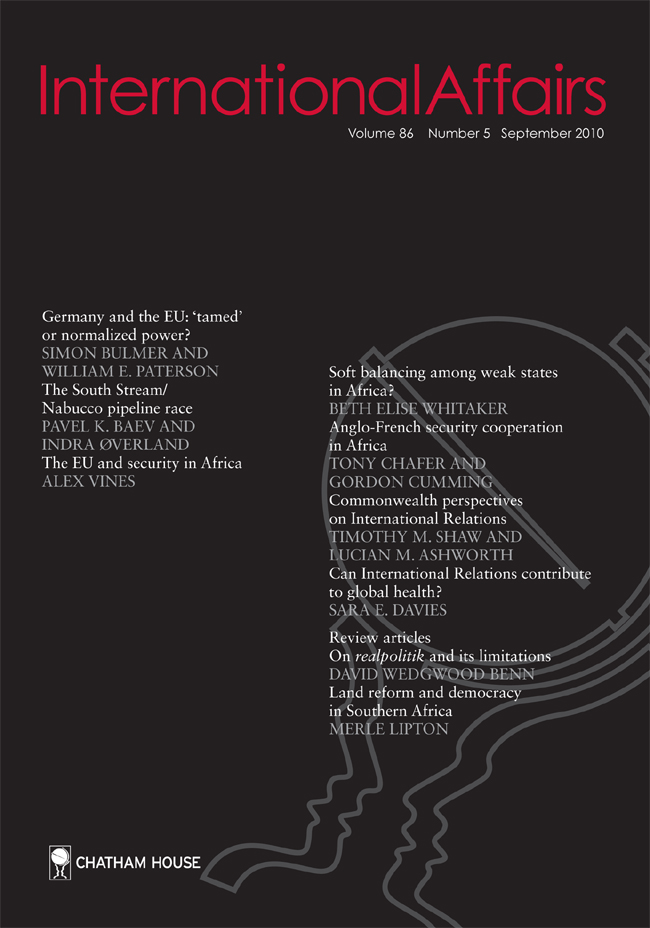 InternationalAffairs
Volume 86 Number 5 September 2010
Germany and the EU: ‘tamed’
or normalized power?
SIMON BULMER AND
WILLIAM E. PATERSON
The South Stream/
Nabucco pipeline race
PAVEL K. BAEV AND
INDRA ØVERLAND
The EU and security in Africa
ALEX VINES
Soft balancing among weak states
in Africa?
BETH ELISE WHITAKER
Anglo-French security cooperation
in Africa
TONY CHAFER AND
GORDON CUMMING
Commonwealth perspectives
on International Relations
TIMOTHY M. SHAW AND
LUCIAN M. ASHWORTH
Can International Relations contribute
to global health?
SARA E. DAVIES
Review articles
On realpolitik and its limitations
DAVID WEDGWOOD BENN
Land reform and democracy
in Southern Africa
MERLE LIPTON
CHATHAM HOUSE